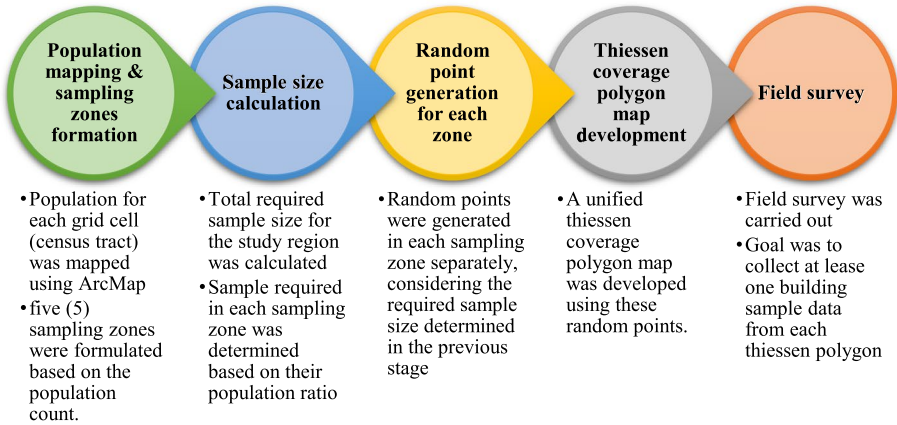 Population
mapping &
sampling
zones
formation
•Population for
each grid cell
(census tract)
was mapped
using ArcMap
•five (5)
sampling zones
were formulated
based on the
population
count.
Sample size
calculation
•Total required
sample size for
the study region
was calculated
•Sample required
in each sampling
zone was
determined
based on their
population ratio
Random
point
generation
for each
zone
•Random points
were generated
in each sampling
zone separately,
considering the
required sample
size determined
in the previous
stage
Thiessen
coverage
polygon
map
development
•A unified
thiessen
coverage
polygon map
was developed
using these
random points.
Field survey
•Field survey was
carried out
•Goal was to
collect at lease
one building
sample data
from each
thiessen polygon